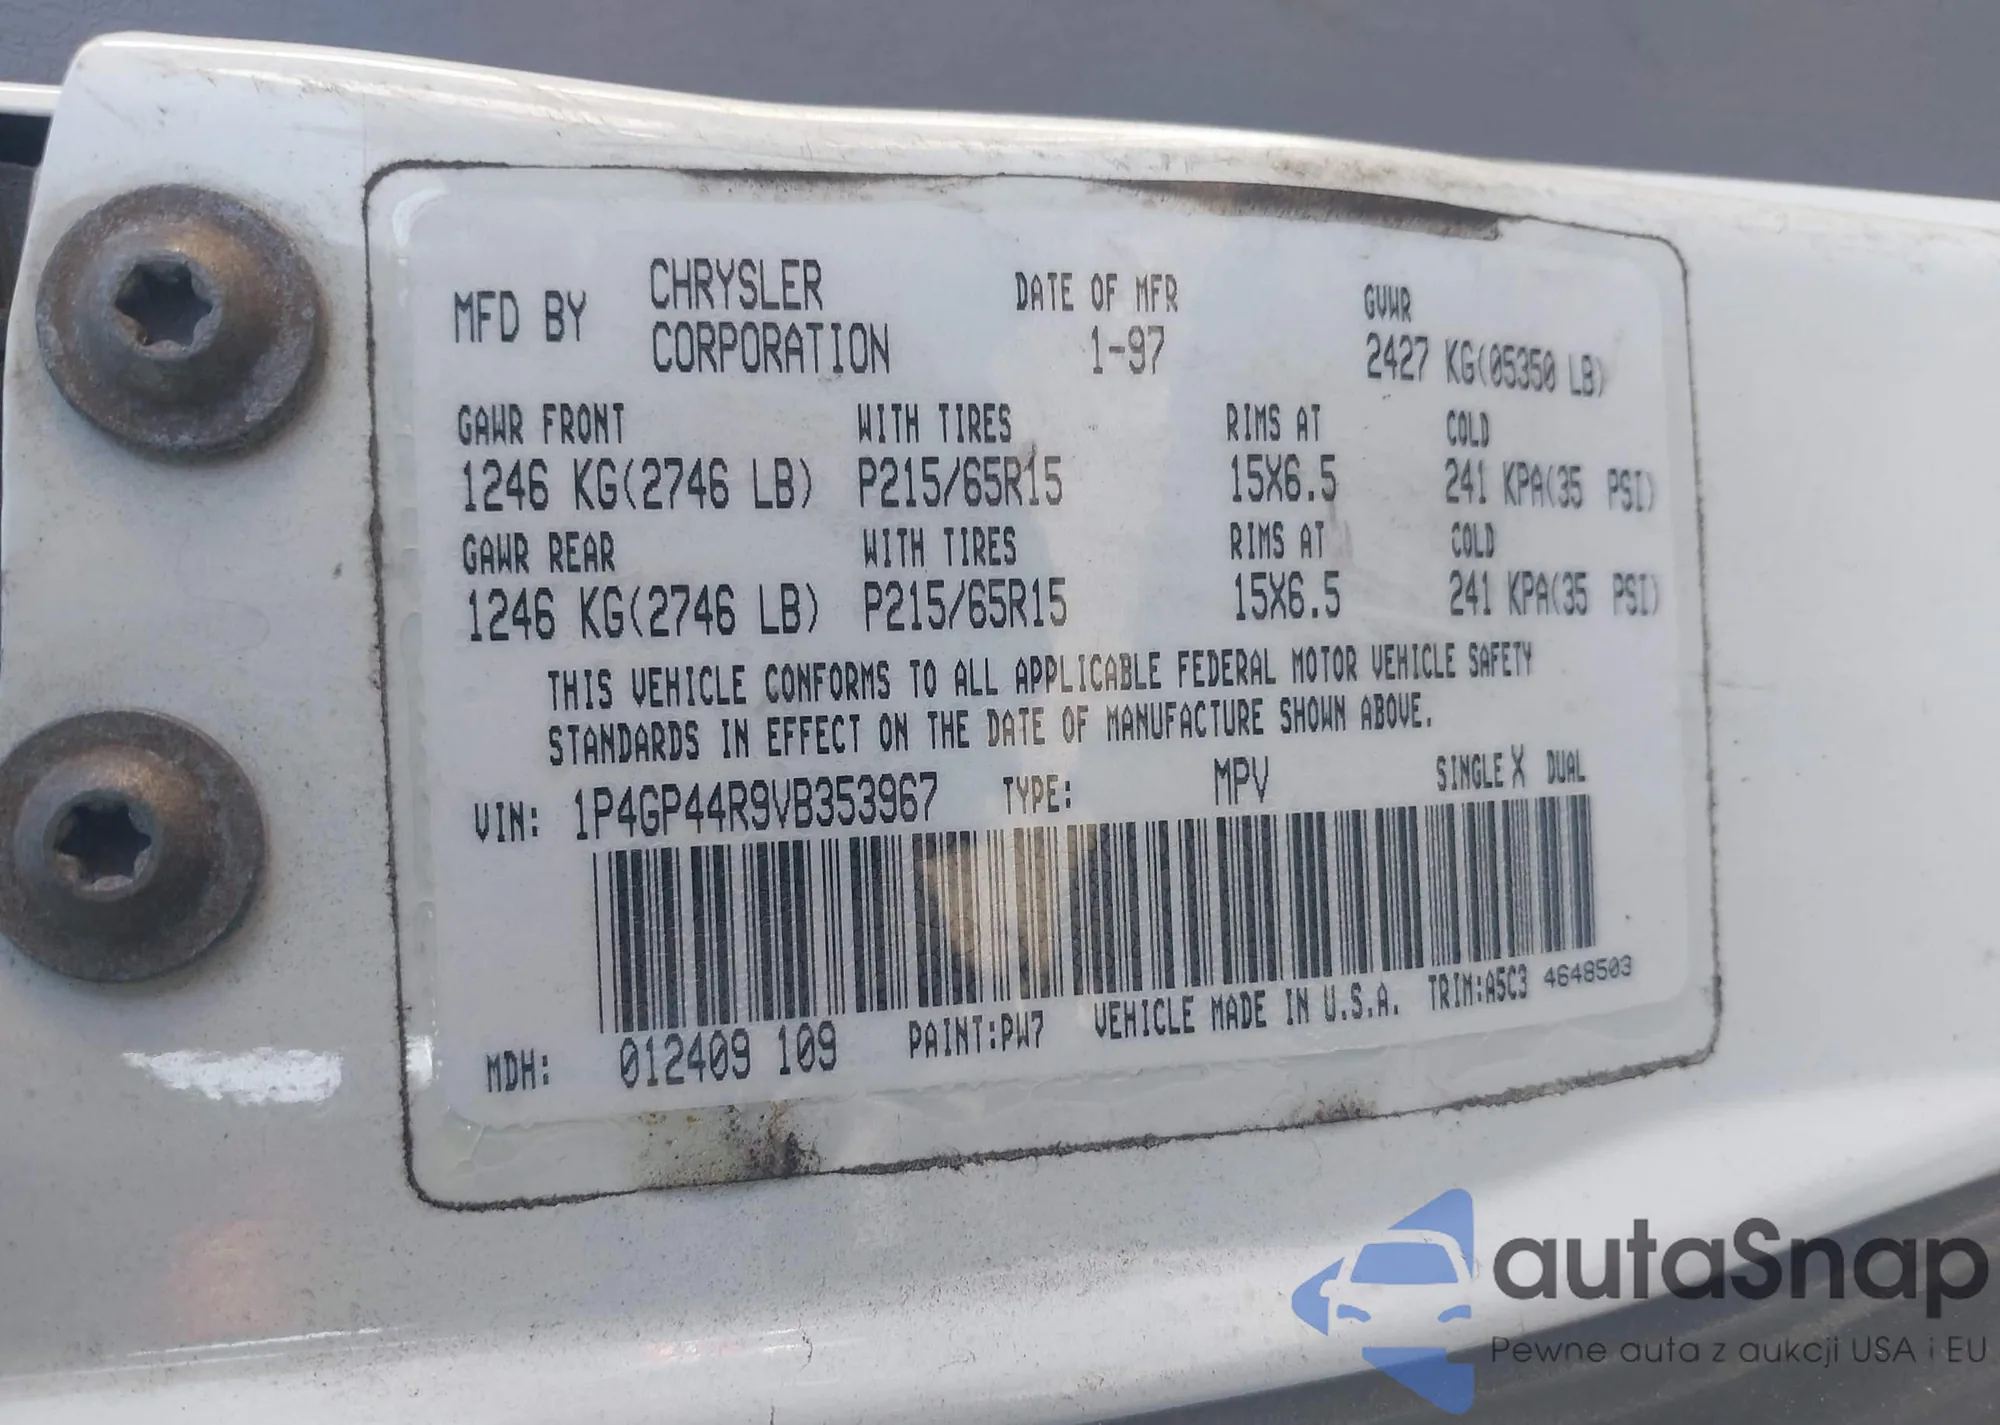 MFD BY CHRYSLER CORPORATION DATE OF MFR 1-97 GVWR 2427 KG(05350 LB)
GAWR FRONT WITH TIRES RIMS AT COLD
1246 KG(2746 LB) P215/65R15 15X6.5 241 KPA(35 PSI)
GAWR REAR WITH TIRES RIMS AT COLD
1246 KG(2746 LB) P215/65R15 15X6.5 241 KPA(35 PSI)
THIS VEHICLE CONFORMS TO ALL APPLICABLE FEDERAL MOTOR VEHICLE SAFETY
STANDARDS IN EFFECT ON THE DATE OF MANUFACTURE SHOWN ABOVE.
VIN: 1P4GP44R9VB353967 TYPE: MPV SINGLE X DUAL
MDH: 012409 109 PAINT:PW7 VEHICLE MADE IN U.S.A. TRIM:A5C3 4648503
autaSnap
Pewne auta z aukcji USA i EU